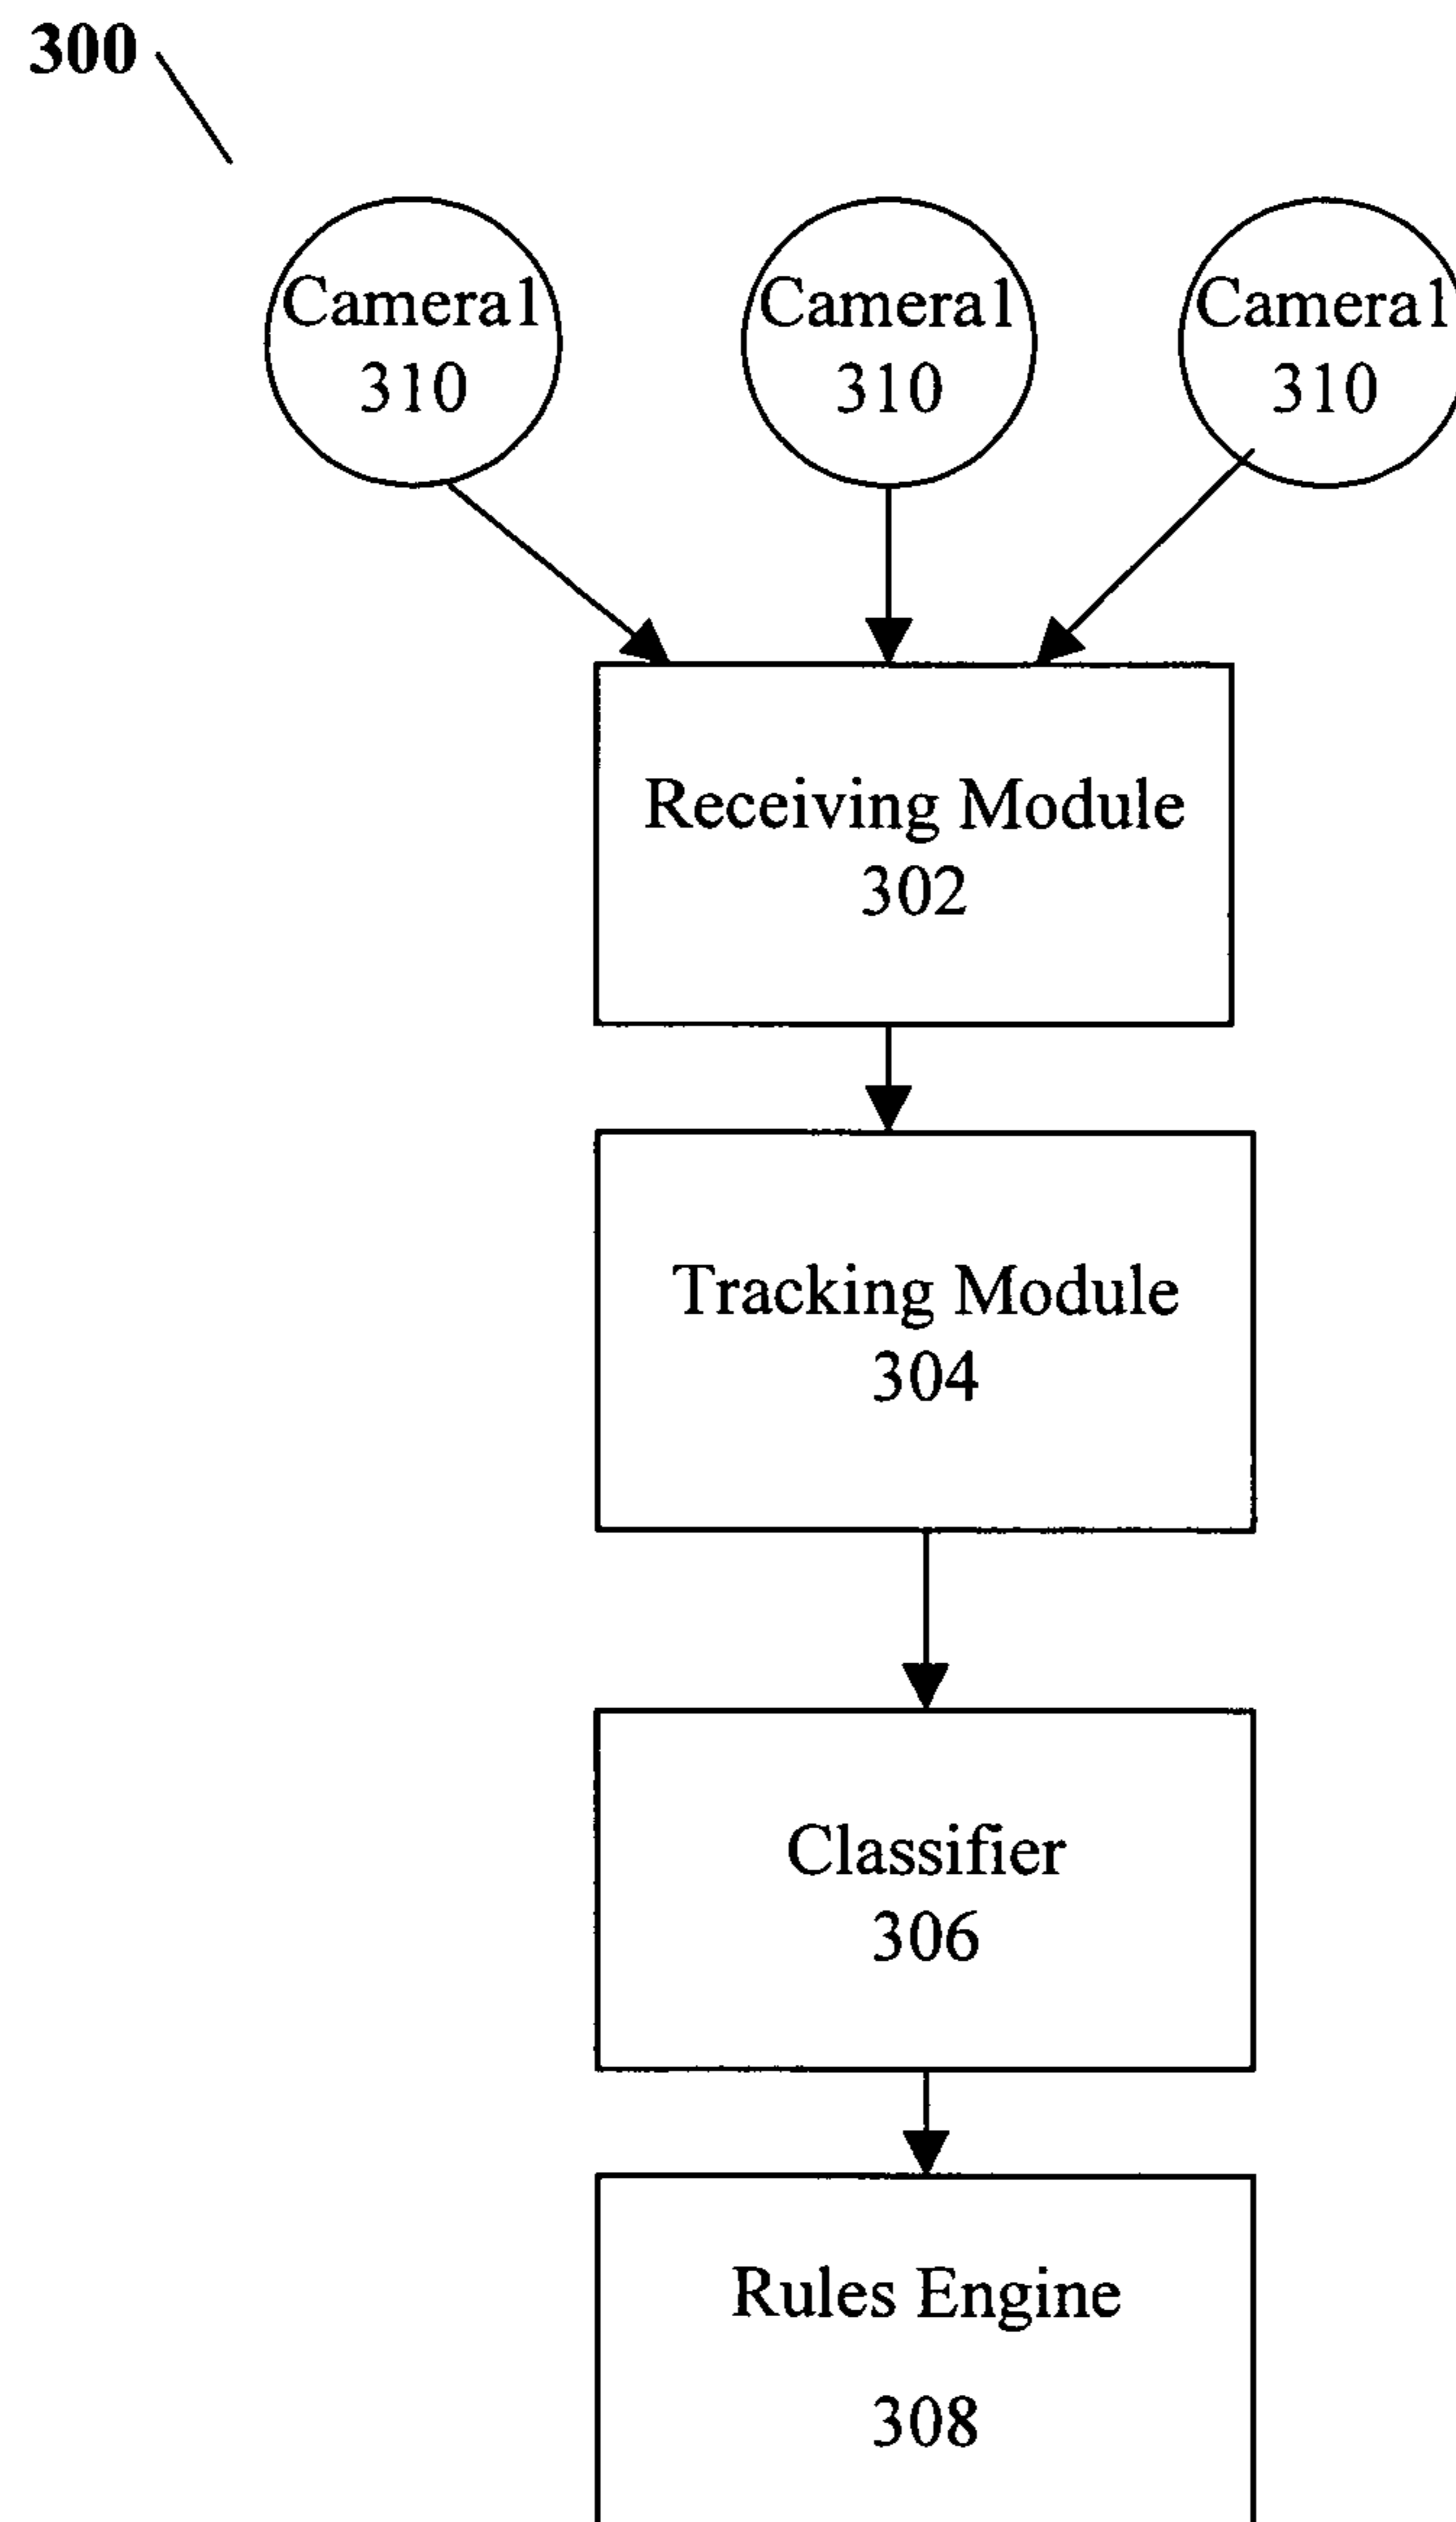 300
Camera1
310
Camera1
310
Camera1
310
Receiving Module
302
Tracking Module
304
Classifier
306
Rules Engine
308